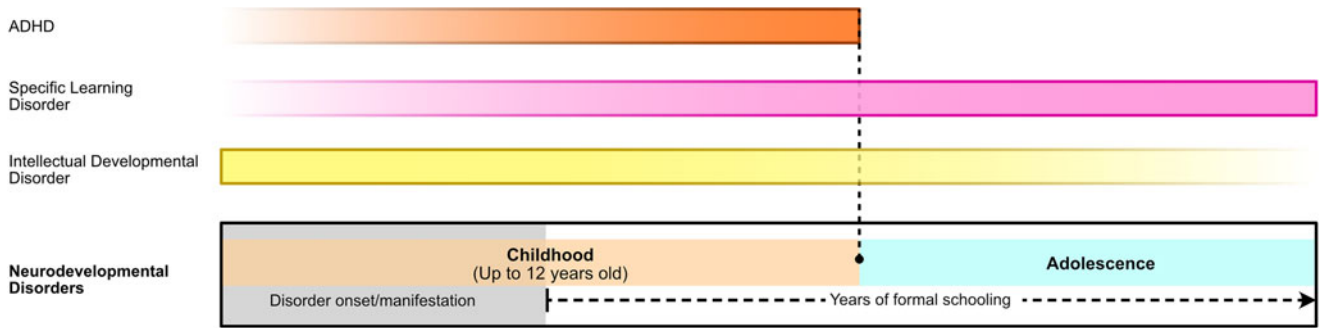 ADHD
Specific Learning
Disorder
Intellectual Developmental
Disorder
Neurodevelopmental
Disorders
Childhood
(Up to 12 years old)
Adolescence
Disorder onset/manifestation
Years of formal schooling